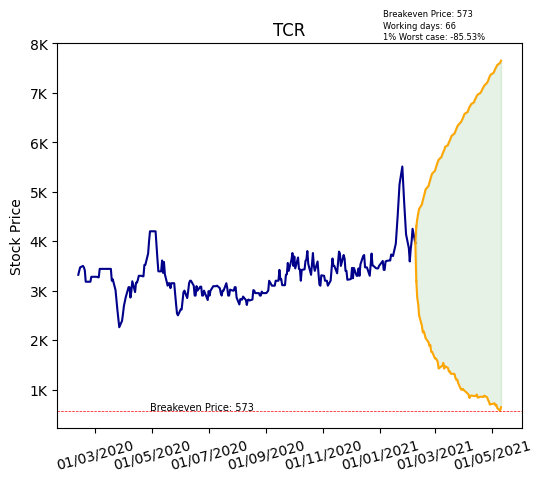 Breakeven Price: 573
Working days: 66
1% Worst case: -85.53%
TCR
Stock Price
8K
7K
6K
5K
4K
3K
2K
1K
Breakeven Price: 573
01/03/2020
01/05/2020
01/07/2020
01/09/2020
01/11/2020
01/01/2021
01/03/2021
01/05/2021